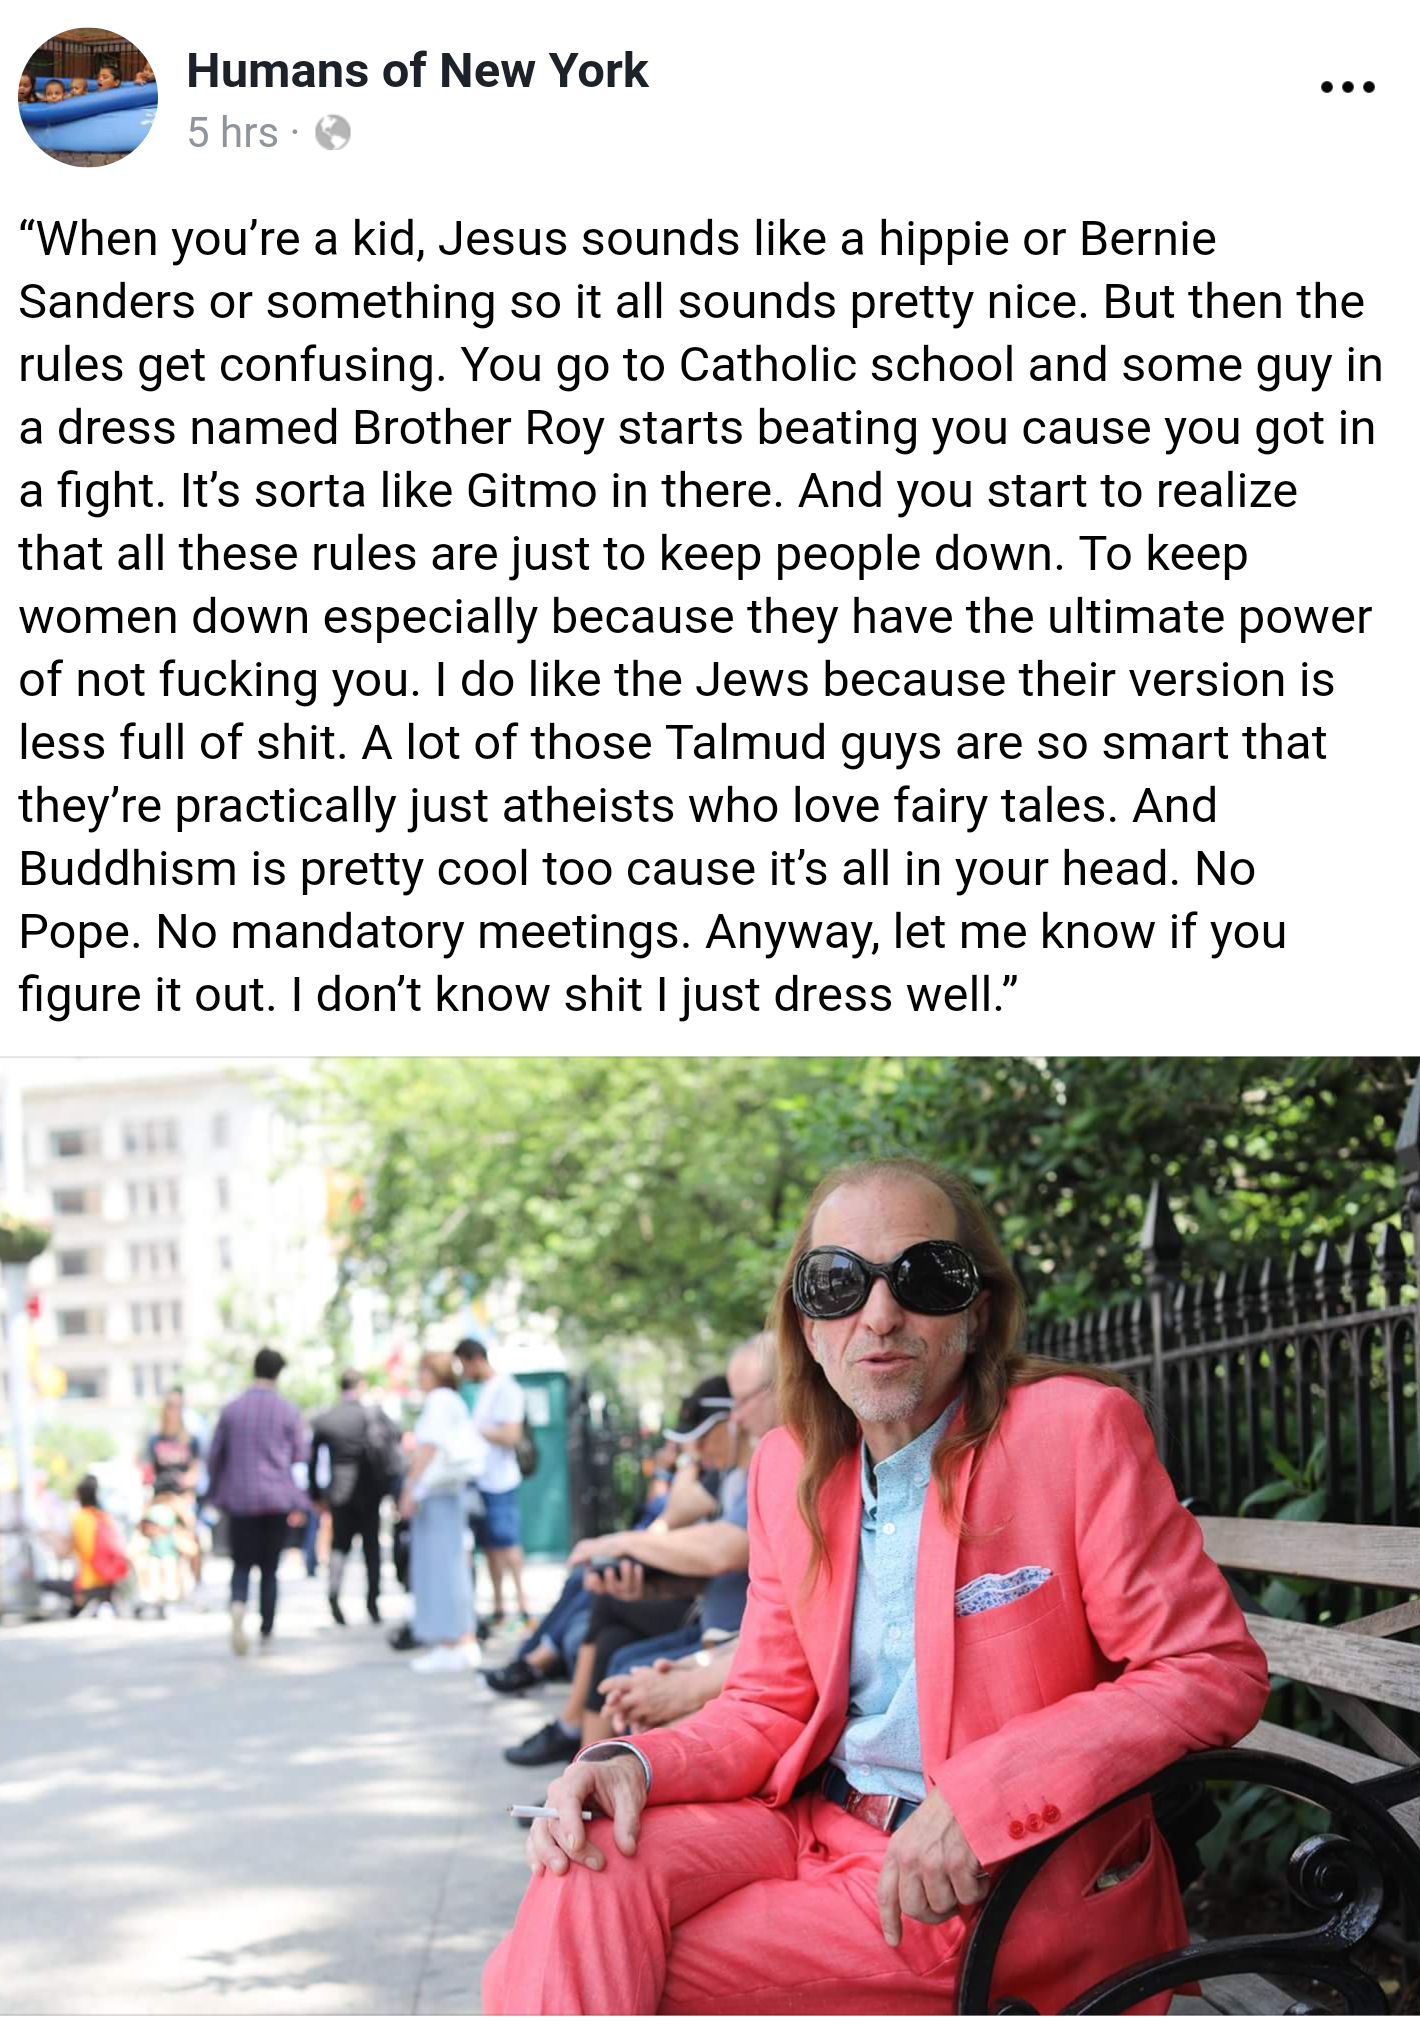 Humans of New York
5 hrs ·
“When you’re a kid, Jesus sounds like a hippie or Bernie
Sanders or something so it all sounds pretty nice. But then the
rules get confusing. You go to Catholic school and some guy in
a dress named Brother Roy starts beating you cause you got in
a fight. It’s sorta like Gitmo in there. And you start to realize
that all these rules are just to keep people down. To keep
women down especially because they have the ultimate power
of not fucking you. I do like the Jews because their version is
less full of shit. A lot of those Talmud guys are so smart that
they’re practically just atheists who love fairy tales. And
Buddhism is pretty cool too cause it’s all in your head. No
Pope. No mandatory meetings. Anyway, let me know if you
figure it out. I don’t know shit I just dress well.”